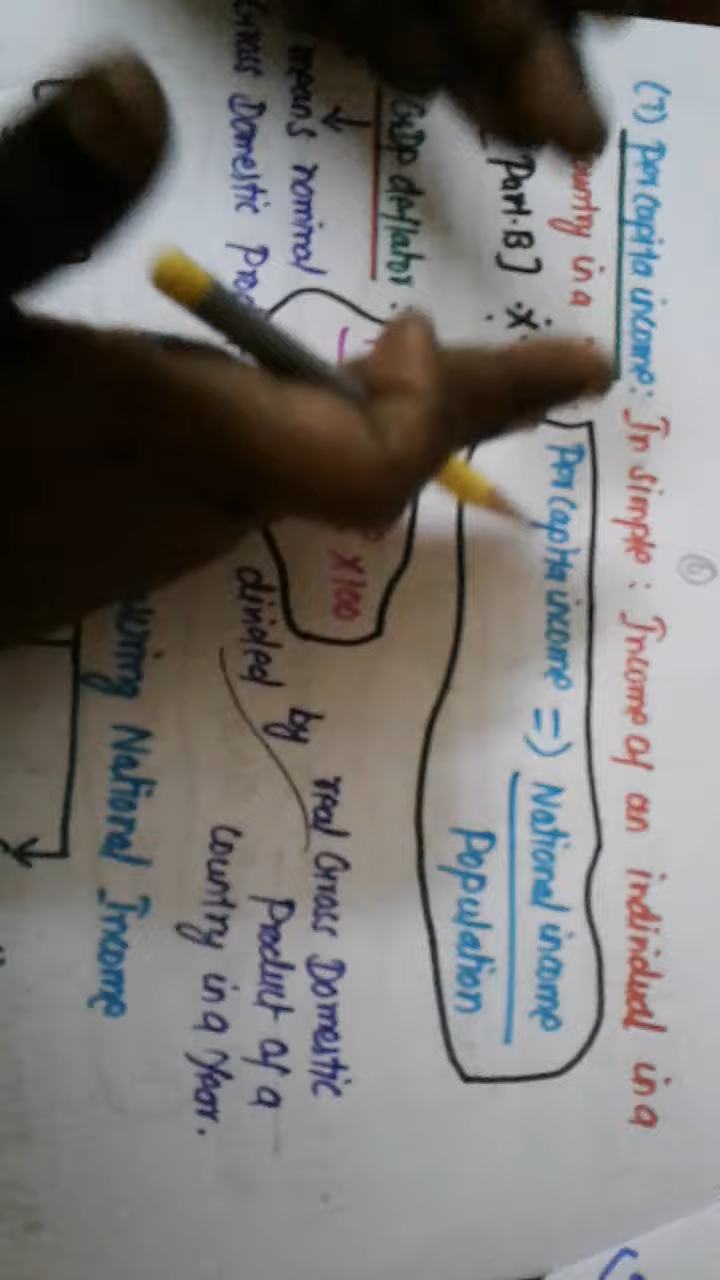 (7) Per capita income: In simple: Income of an individual in a
country in a
Per capita income => National income
Population
Part.B]
GDP deflator:
X100
means nominal
Gross Domestic
divided by real Gross Domestic
Product of a
country in a year.
National Income